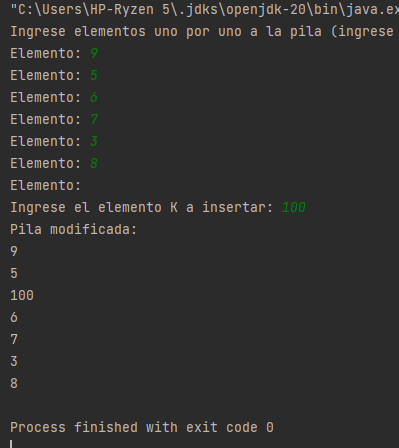 "C:\Users\HP-Ryzen 5\.jdks\openjdk-20\bin\java.ex
Ingrese elementos uno por uno a la pila (ingrese
Elemento: 9
Elemento: 5
Elemento: 6
Elemento: 7
Elemento: 3
Elemento: 8
Elemento:
Ingrese el elemento K a insertar: 100
Pila modificada:
9
5
100
6
7
3
8
Process finished with exit code 0